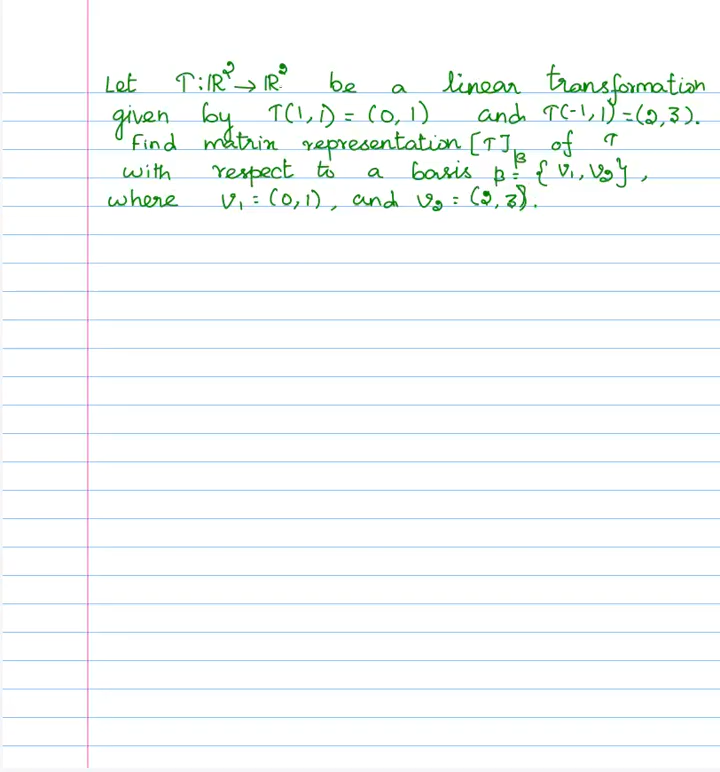 Let T:ℝ² → ℝ² be a linear transformation
given by T(1,1) = (0,1) and T(-1,1) = (2,3).
Find matrix representation [T]_β of T
with respect to a basis β = {v₁, v₂},
where v₁ = (0,1), and v₂ = (2,3).